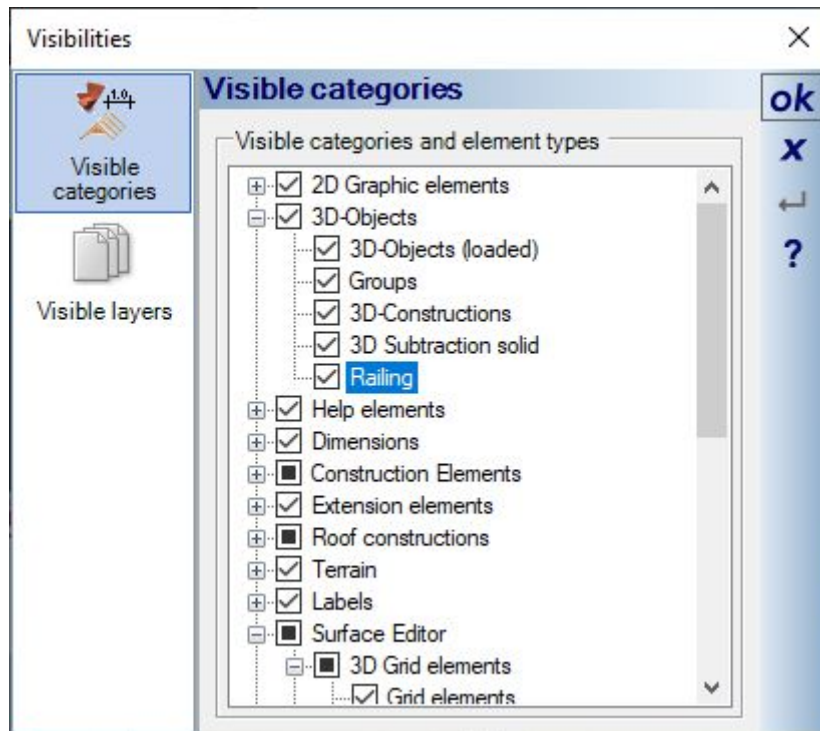 Visibilities
Visible categories
ok
x
?
1.0
Visible
categories
Visible layers
Visible categories and element types
2D Graphic elements
3D-Objects
3D-Objects (loaded)
Groups
3D-Constructions
3D Subtraction solid
Railing
Help elements
Dimensions
Construction Elements
Extension elements
Roof constructions
Terrain
Labels
Surface Editor
3D Grid elements
Grid elements